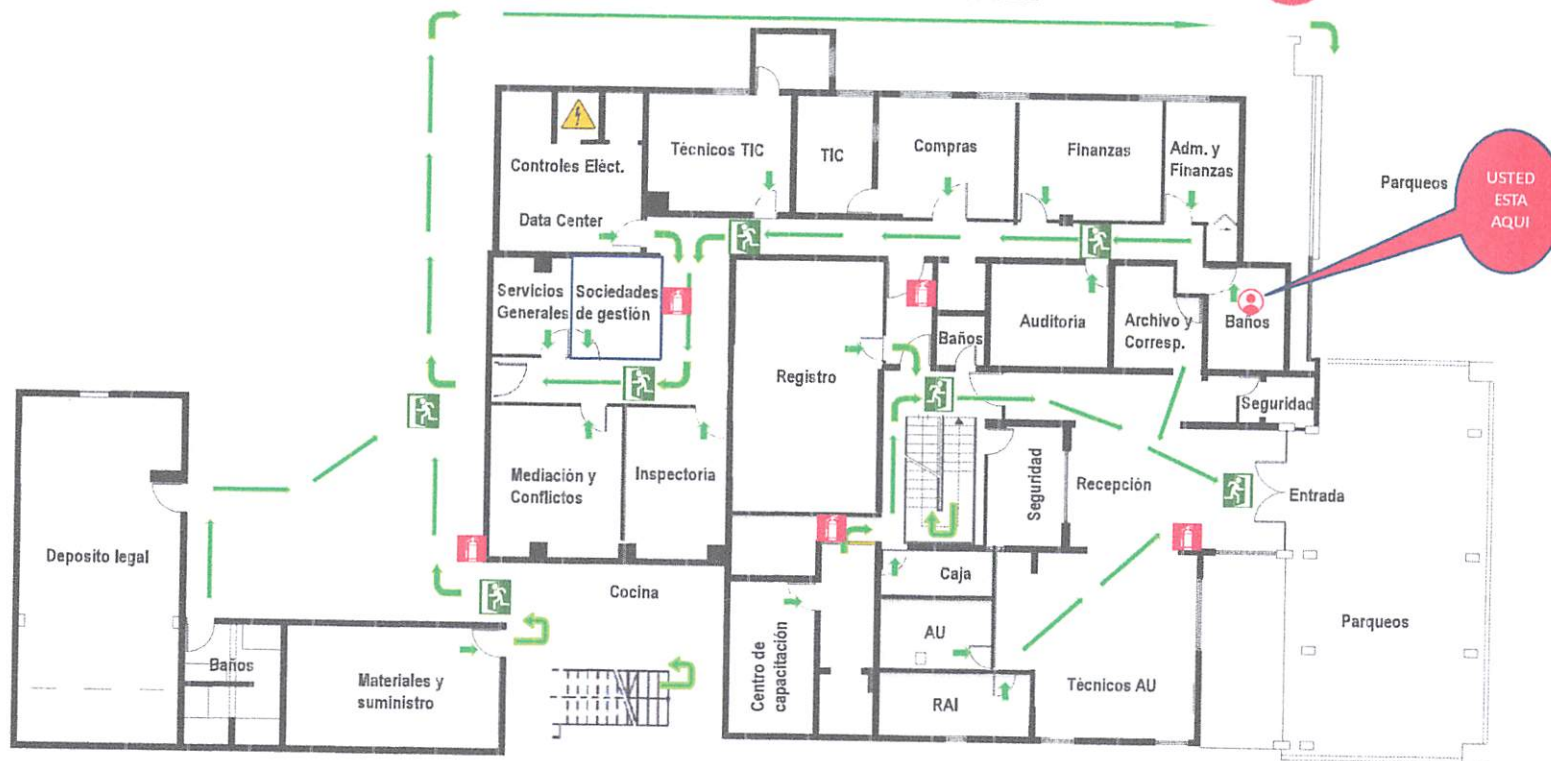 Técnicos TIC
TIC
Compras
Finanzas
Adm. y
Finanzas
Controles Eléct.
Data Center
Parqueos
USTED
ESTA
AQUI
Servicios
Generales
Sociedades
de gestión
Registro
Baños
Auditoria
Archivo y
Corresp.
Baños
Seguridad
Mediación y
Conflictos
Inspectoria
Seguridad
Recepción
Entrada
Deposito legal
Cocina
Caja
AU
RAI
Técnicos AU
Parqueos
Centro de
capacitación
Baños
Materiales y
suministro